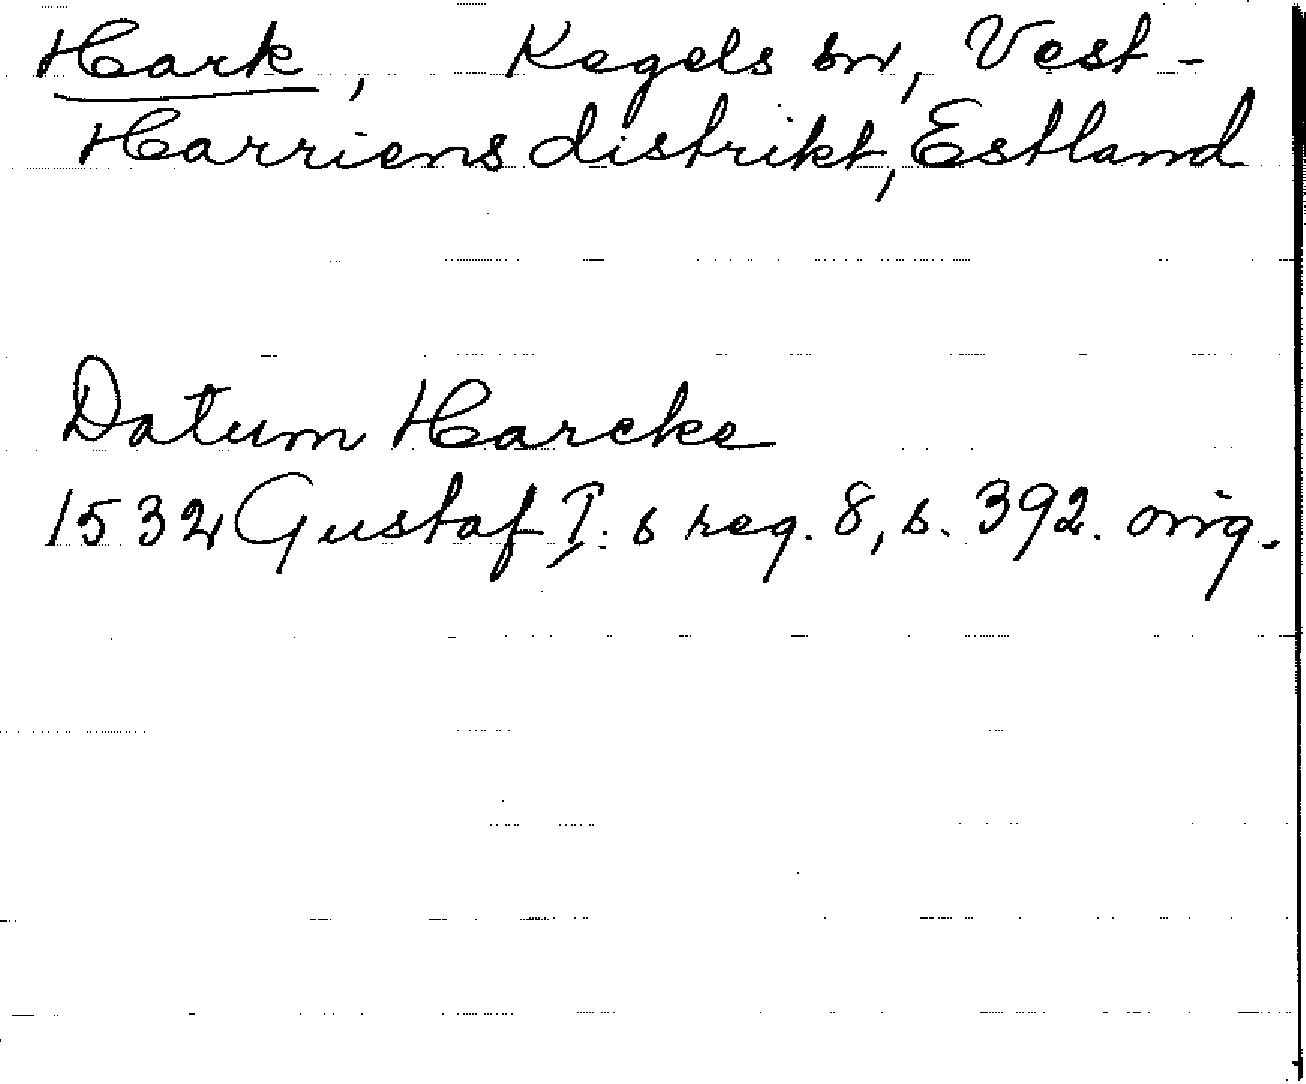 Hark, Kegels sn, Vest-
Harriens distrikt, Estland
Datum Harcke
1532 Gustaf I:s reg. 8, s. 392. orig.